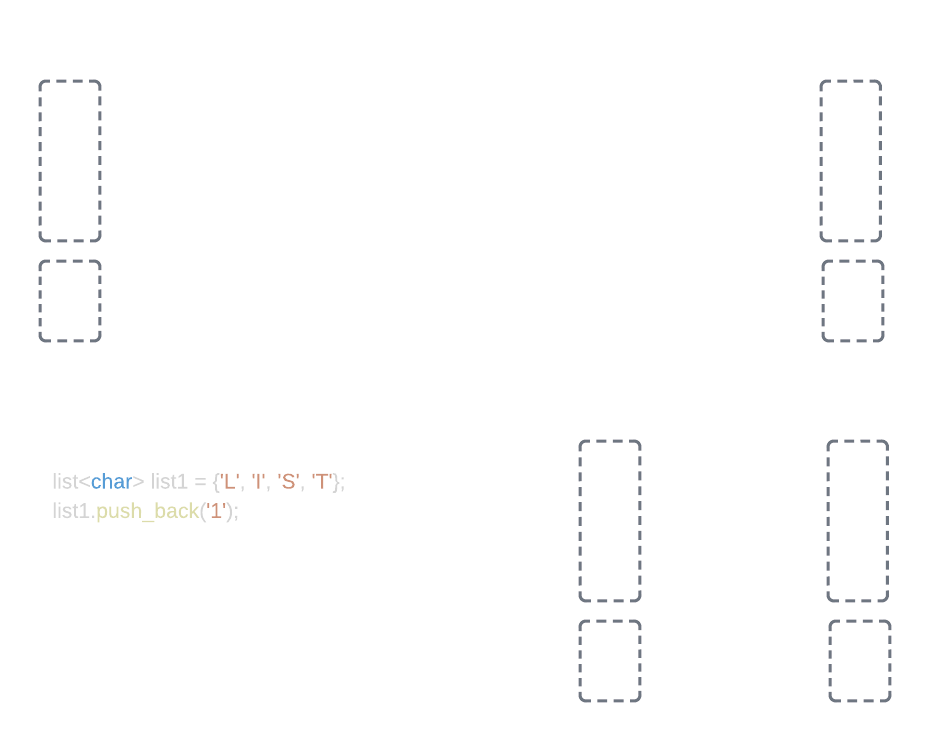 list<char> list1 = {'L', 'I', 'S', 'T'};
list1.push_back('1');